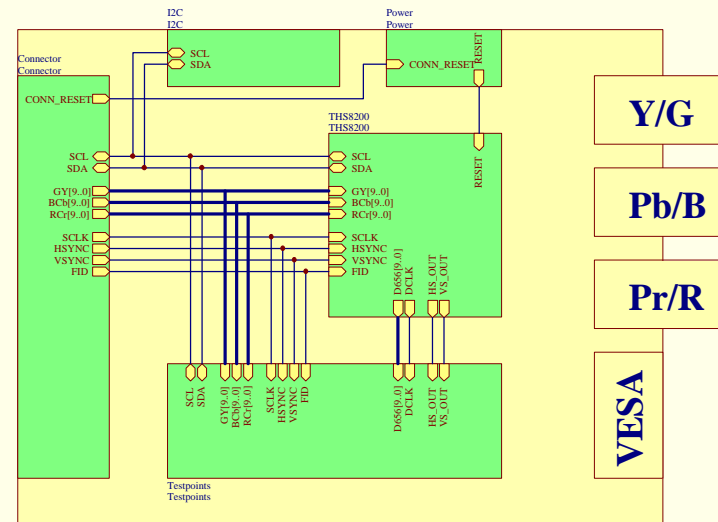 I2C
I2C
SCL
SDA
Power
Power
CONN_RESET
RESET
Connector
Connector
CONN_RESET
SCL
SDA
GY[9..0]
BCb[9..0]
RCr[9..0]
SCLK
HSYNC
VSYNC
FID
THS8200
THS8200
SCL
SDA
GY[9..0]
BCb[9..0]
RCr[9..0]
SCLK
HSYNC
VSYNC
FID
RESET
D656[9..0]
DCLK
HS_OUT
VS_OUT
SCL
SDA
GY[9..0]
BCb[9..0]
RCr[9..0]
SCLK
HSYNC
VSYNC
FID
D656[9..0]
DCLK
HS_OUT
VS_OUT
Testpoints
Testpoints
Y/G
Pb/B
Pr/R
VESA